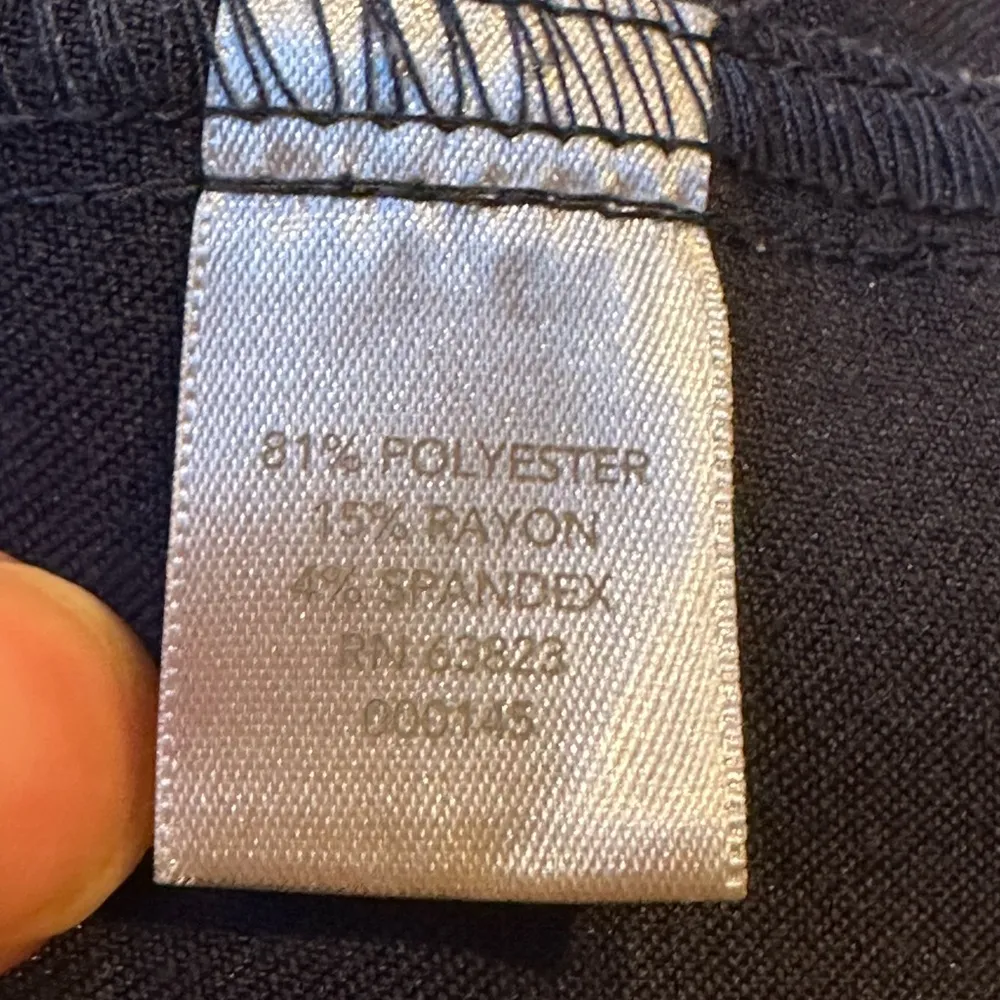 81% POLYESTER
15% RAYON
4% SPANDEX
RN 63823
000145